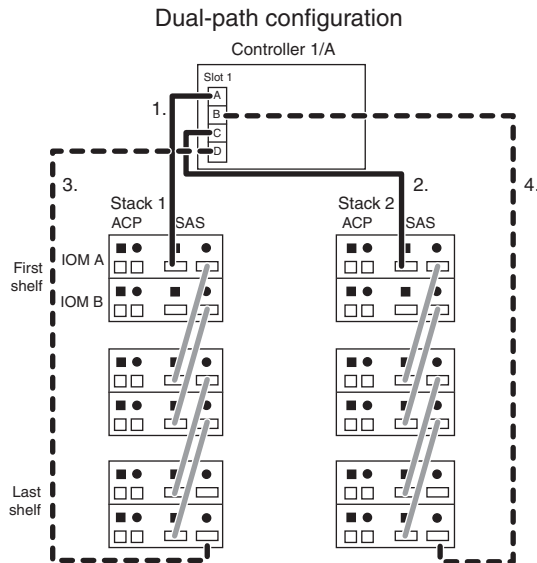 Dual-path configuration
Controller 1/A
Slot 1
A
B
C
D
1.
2.
3.
4.
Stack 1
ACP SAS
Stack 2
ACP SAS
First
shelf
IOM A
IOM B
Last
shelf